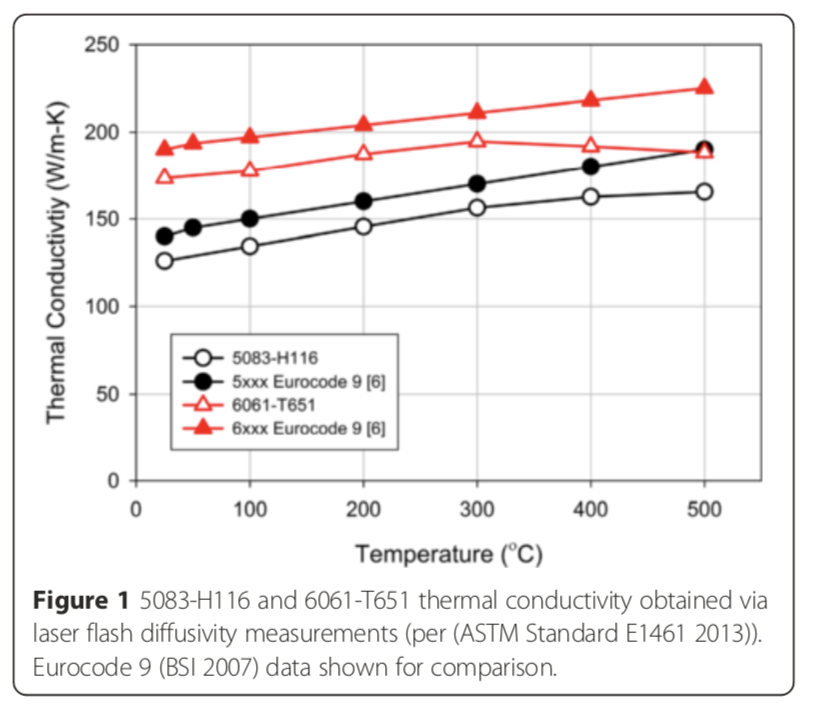 250
200
150
100
50
0
Thermal Conductivtiy (W/m-K)
5083-H116
5xxx Eurocode 9 [6]
6061-T651
6xxx Eurocode 9 [6]
0 100 200 300 400 500
Temperature (°C)
Figure 1 5083-H116 and 6061-T651 thermal conductivity obtained via
laser flash diffusivity measurements (per (ASTM Standard E1461 2013)).
Eurocode 9 (BSI 2007) data shown for comparison.